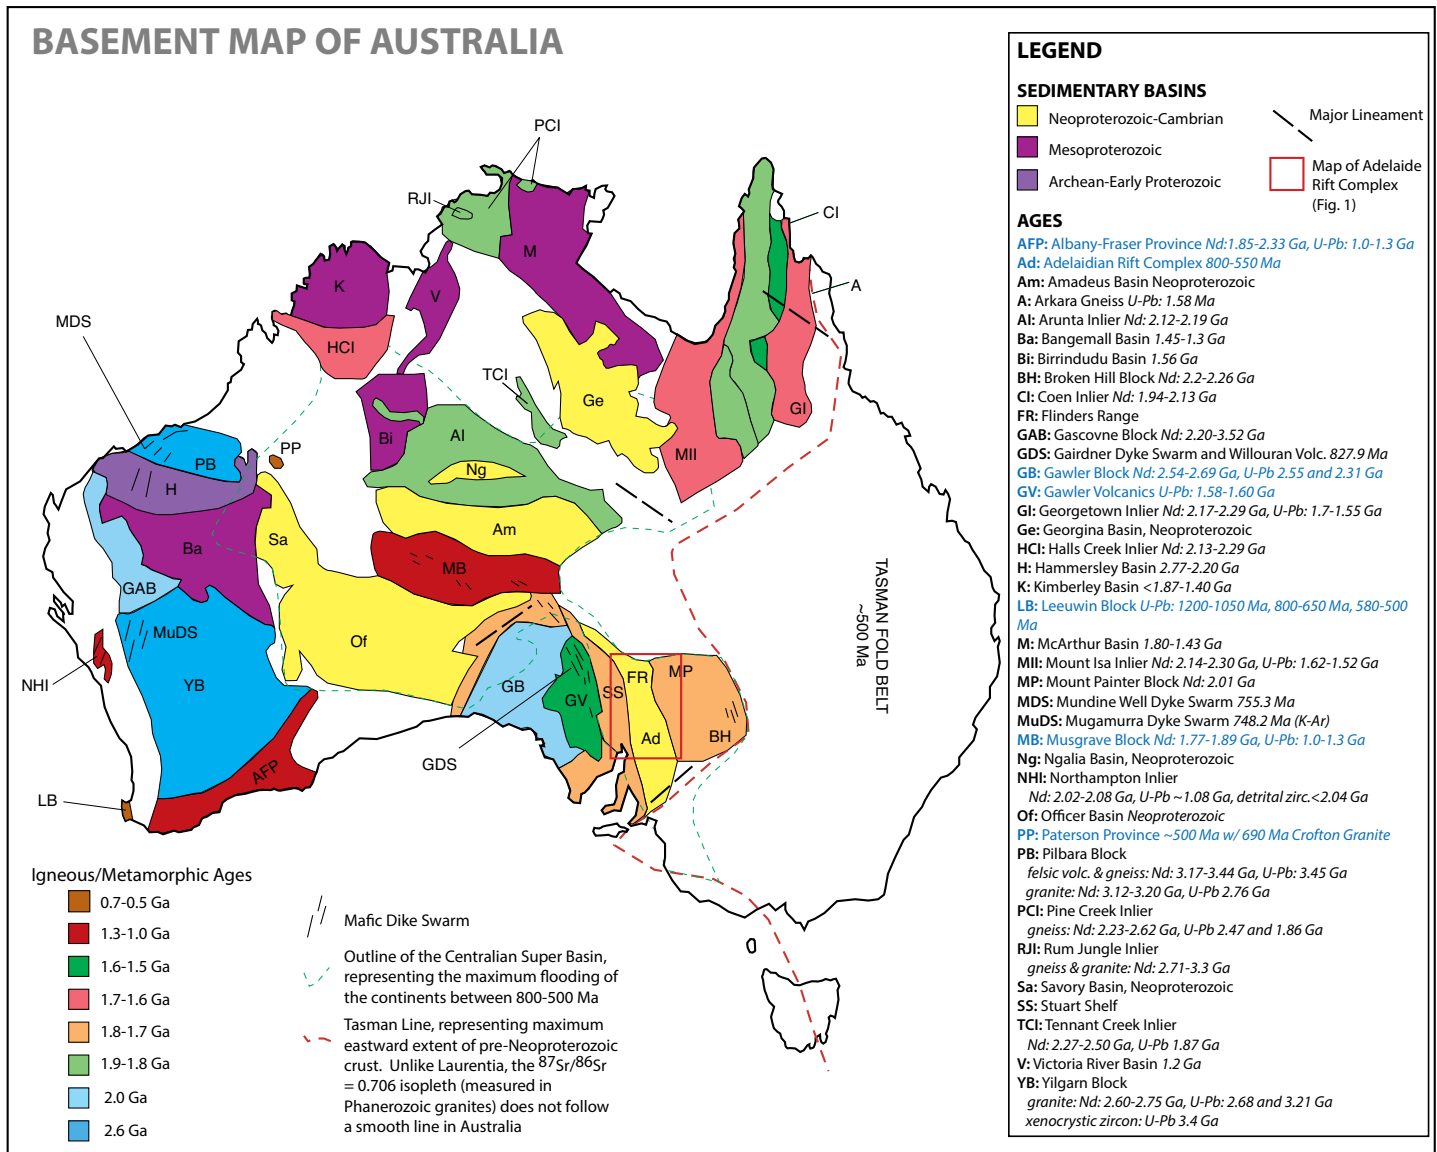 BASEMENT MAP OF AUSTRALIA
PCI
RJI
CI
M
K
V
A
MDS
HCI
TCI
Ge
GI
AI
Bi
PP
PB
MII
Ng
H
Am
Sa
Ba
MB
GAB
TASMAN FOLD BELT
~500 Ma
MuDS
Of
FR
MP
NHI
YB
GB
GV
SS
Ad
BH
GDS
AFP
LB
Igneous/Metamorphic Ages
0.7-0.5 Ga
1.3-1.0 Ga
1.6-1.5 Ga
1.7-1.6 Ga
1.8-1.7 Ga
1.9-1.8 Ga
2.0 Ga
2.6 Ga
Mafic Dike Swarm
Outline of the Centralian Super Basin,
representing the maximum flooding of
the continents between 800-500 Ma
Tasman Line, representing maximum
eastward extent of pre-Neoproterozoic
crust. Unlike Laurentia, the 87Sr/86Sr
= 0.706 isopleth (measured in
Phanerozoic granites) does not follow
a smooth line in Australia
LEGEND
SEDIMENTARY BASINS
Neoproterozoic-Cambrian
Mesoproterozoic
Archean-Early Proterozoic
Major Lineament
Map of Adelaide
Rift Complex
(Fig. 1)
AGES
AFP: Albany-Fraser Province Nd:1.85-2.33 Ga, U-Pb: 1.0-1.3 Ga
Ad: Adelaidian Rift Complex 800-550 Ma
Am: Amadeus Basin Neoproterozoic
A: Arkara Gneiss U-Pb: 1.58 Ma
AI: Arunta Inlier Nd: 2.12-2.19 Ga
Ba: Bangemall Basin 1.45-1.3 Ga
Bi: Birrindudu Basin 1.56 Ga
BH: Broken Hill Block Nd: 2.2-2.26 Ga
CI: Coen Inlier Nd: 1.94-2.13 Ga
FR: Flinders Range
GAB: Gascovne Block Nd: 2.20-3.52 Ga
GDS: Gairdner Dyke Swarm and Willouran Volc. 827.9 Ma
GB: Gawler Block Nd: 2.54-2.69 Ga, U-Pb 2.55 and 2.31 Ga
GV: Gawler Volcanics U-Pb: 1.58-1.60 Ga
GI: Georgetown Inlier Nd: 2.17-2.29 Ga, U-Pb: 1.7-1.55 Ga
Ge: Georgina Basin, Neoproterozoic
HCI: Halls Creek Inlier Nd: 2.13-2.29 Ga
H: Hammersley Basin 2.77-2.20 Ga
K: Kimberley Basin <1.87-1.40 Ga
LB: Leeuwin Block U-Pb: 1200-1050 Ma, 800-650 Ma, 580-500
Ma
M: McArthur Basin 1.80-1.43 Ga
MII: Mount Isa Inlier Nd: 2.14-2.30 Ga, U-Pb: 1.62-1.52 Ga
MP: Mount Painter Block Nd: 2.01 Ga
MDS: Mundine Well Dyke Swarm 755.3 Ma
MuDS: Mugamurra Dyke Swarm 748.2 Ma (K-Ar)
MB: Musgrave Block Nd: 1.77-1.89 Ga, U-Pb: 1.0-1.3 Ga
Ng: Ngalia Basin, Neoproterozoic
NHI: Northampton Inlier
Nd: 2.02-2.08 Ga, U-Pb ~1.08 Ga, detrital zirc.<2.04 Ga
Of: Officer Basin Neoproterozoic
PP: Paterson Province ~500 Ma w/ 690 Ma Crofton Granite
PB: Pilbara Block
felsic volc. & gneiss: Nd: 3.17-3.44 Ga, U-Pb: 3.45 Ga
granite: Nd: 3.12-3.20 Ga, U-Pb 2.76 Ga
PCI: Pine Creek Inlier
gneiss: Nd: 2.23-2.62 Ga, U-Pb 2.47 and 1.86 Ga
RJI: Rum Jungle Inlier
gneiss & granite: Nd: 2.71-3.3 Ga
Sa: Savory Basin, Neoproterozoic
SS: Stuart Shelf
TCI: Tennant Creek Inlier
Nd: 2.27-2.50 Ga, U-Pb 1.87 Ga
V: Victoria River Basin 1.2 Ga
YB: Yilgarn Block
granite: Nd: 2.60-2.75 Ga, U-Pb: 2.68 and 3.21 Ga
xenocrystic zircon: U-Pb 3.4 Ga